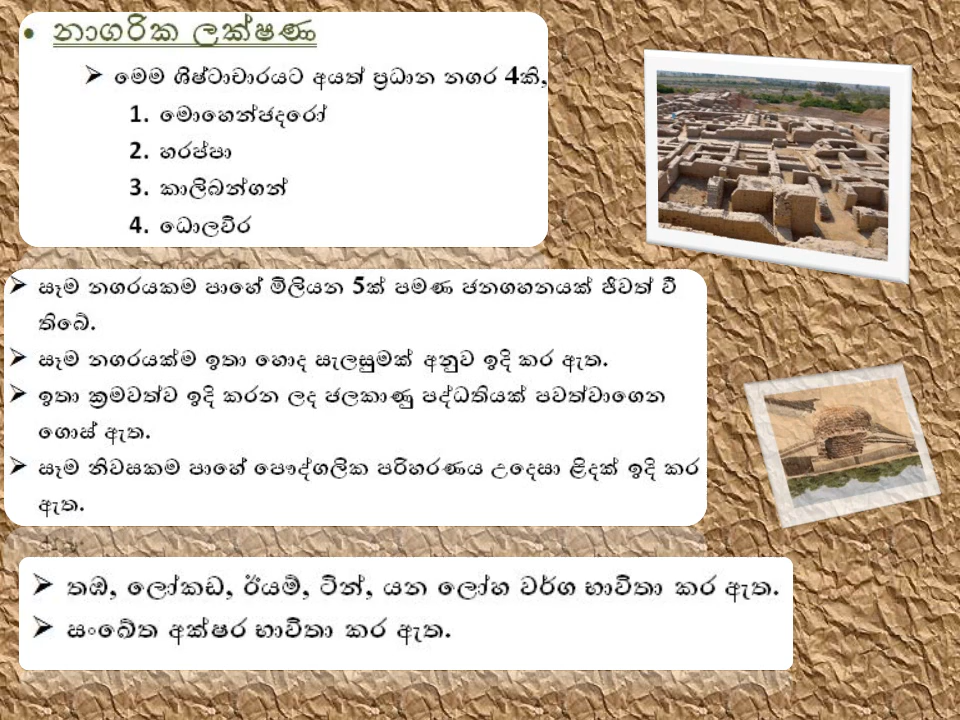 • නාගරික ලක්ෂණ
➢ මෙම ශිෂ්ටාචාරයට අයත් ප්‍රධාන නගර 4කි,
1. මොහෙන්ජදරෝ
2. හරප්පා
3. කාලිබන්ගන්
4. ධොලවීර
➢ සෑම නගරයකම පාහේ මිලියන 5ක් පමණ ජනගහනයක් ජීවත් වී
තිබේ.
➢ සෑම නගරයක්ම ඉතා හොද සැලසුමක් අනුව ඉදි කර ඇත.
➢ ඉතා ක්‍රමවත්ව ඉදි කරන ලද ජලකාණු පද්ධතියක් පවත්වාගෙන
ගොස් ඇත.
➢ සෑම නිවසකම පාහේ පෞද්ගලික පරිහරණය උදෙසා ළිදක් ඉදි කර
ඇත.
➢ තඹ, ලෝකඩ, ඊයම්, ටින්, යන ලෝහ වර්ග භාවිතා කර ඇත.
➢ සංඛේත අක්ෂර භාවිතා කර ඇත.